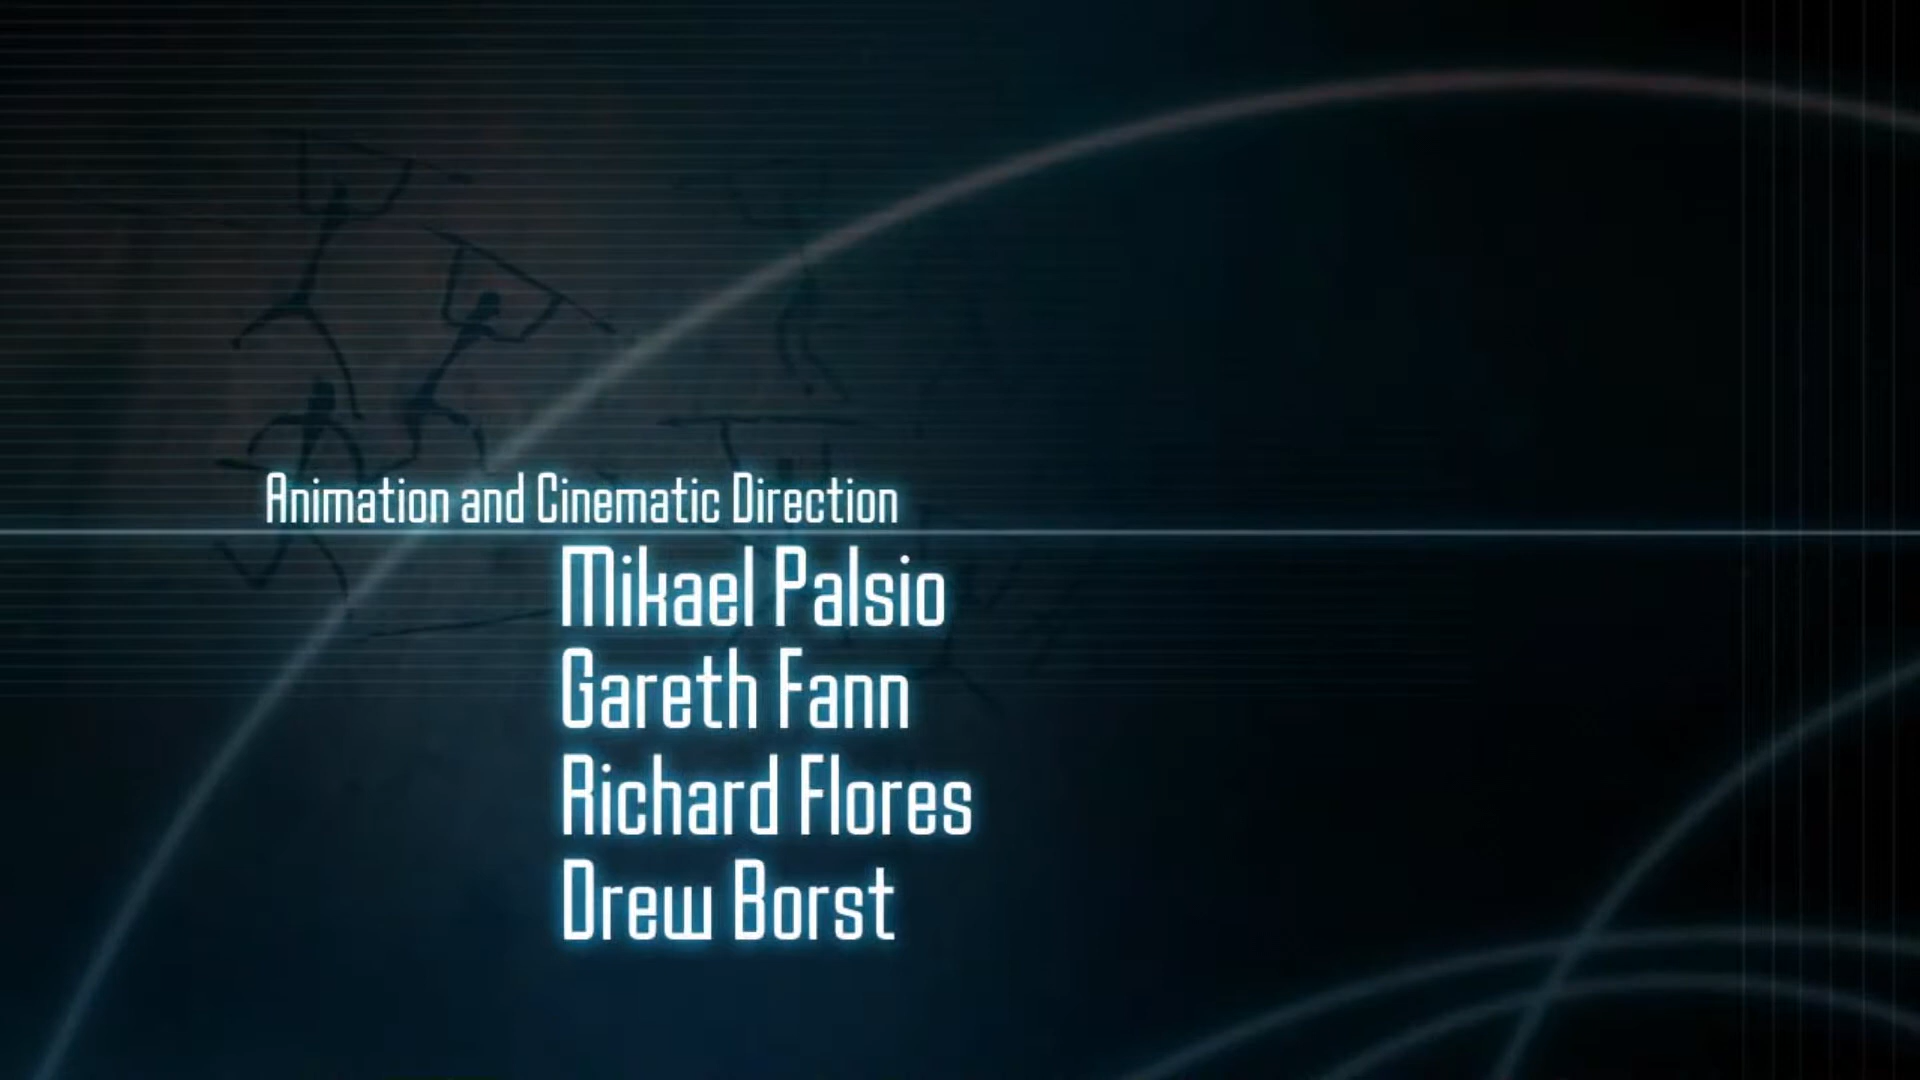 Animation and Cinematic Direction
Mikael Palsio
Gareth Fann
Richard Flores
Drew Borst